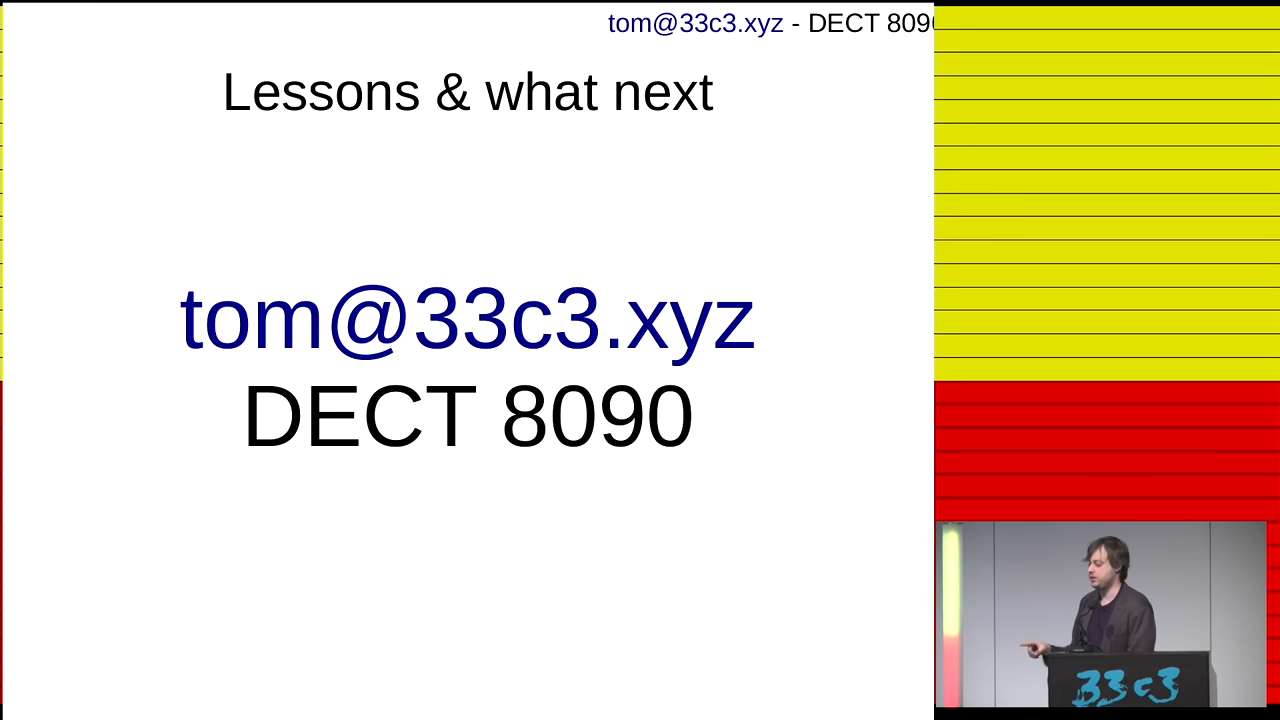 tom@33c3.xyz - DECT 809
Lessons & what next
tom@33c3.xyz
DECT 8090
33c3